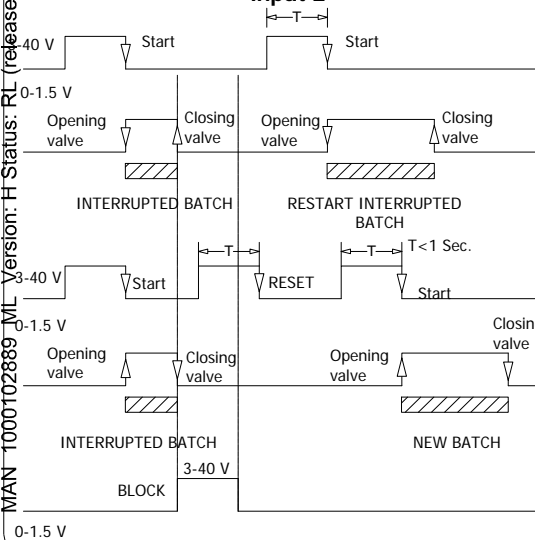 Input 2
T
-40 V
Start
Start
0-1.5 V
Opening valve
Closing valve
Opening valve
Closing valve
INTERRUPTED BATCH
RESTART INTERRUPTED BATCH
T
T
T<1 Sec.
3-40 V
Start
RESET
Start
0-1.5 V
Opening valve
Closing valve
Opening valve
Closin
valve
INTERRUPTED BATCH
NEW BATCH
3-40 V
BLOCK
0-1.5 V
MAN 1000102889 ML Version: H Status: RL (release